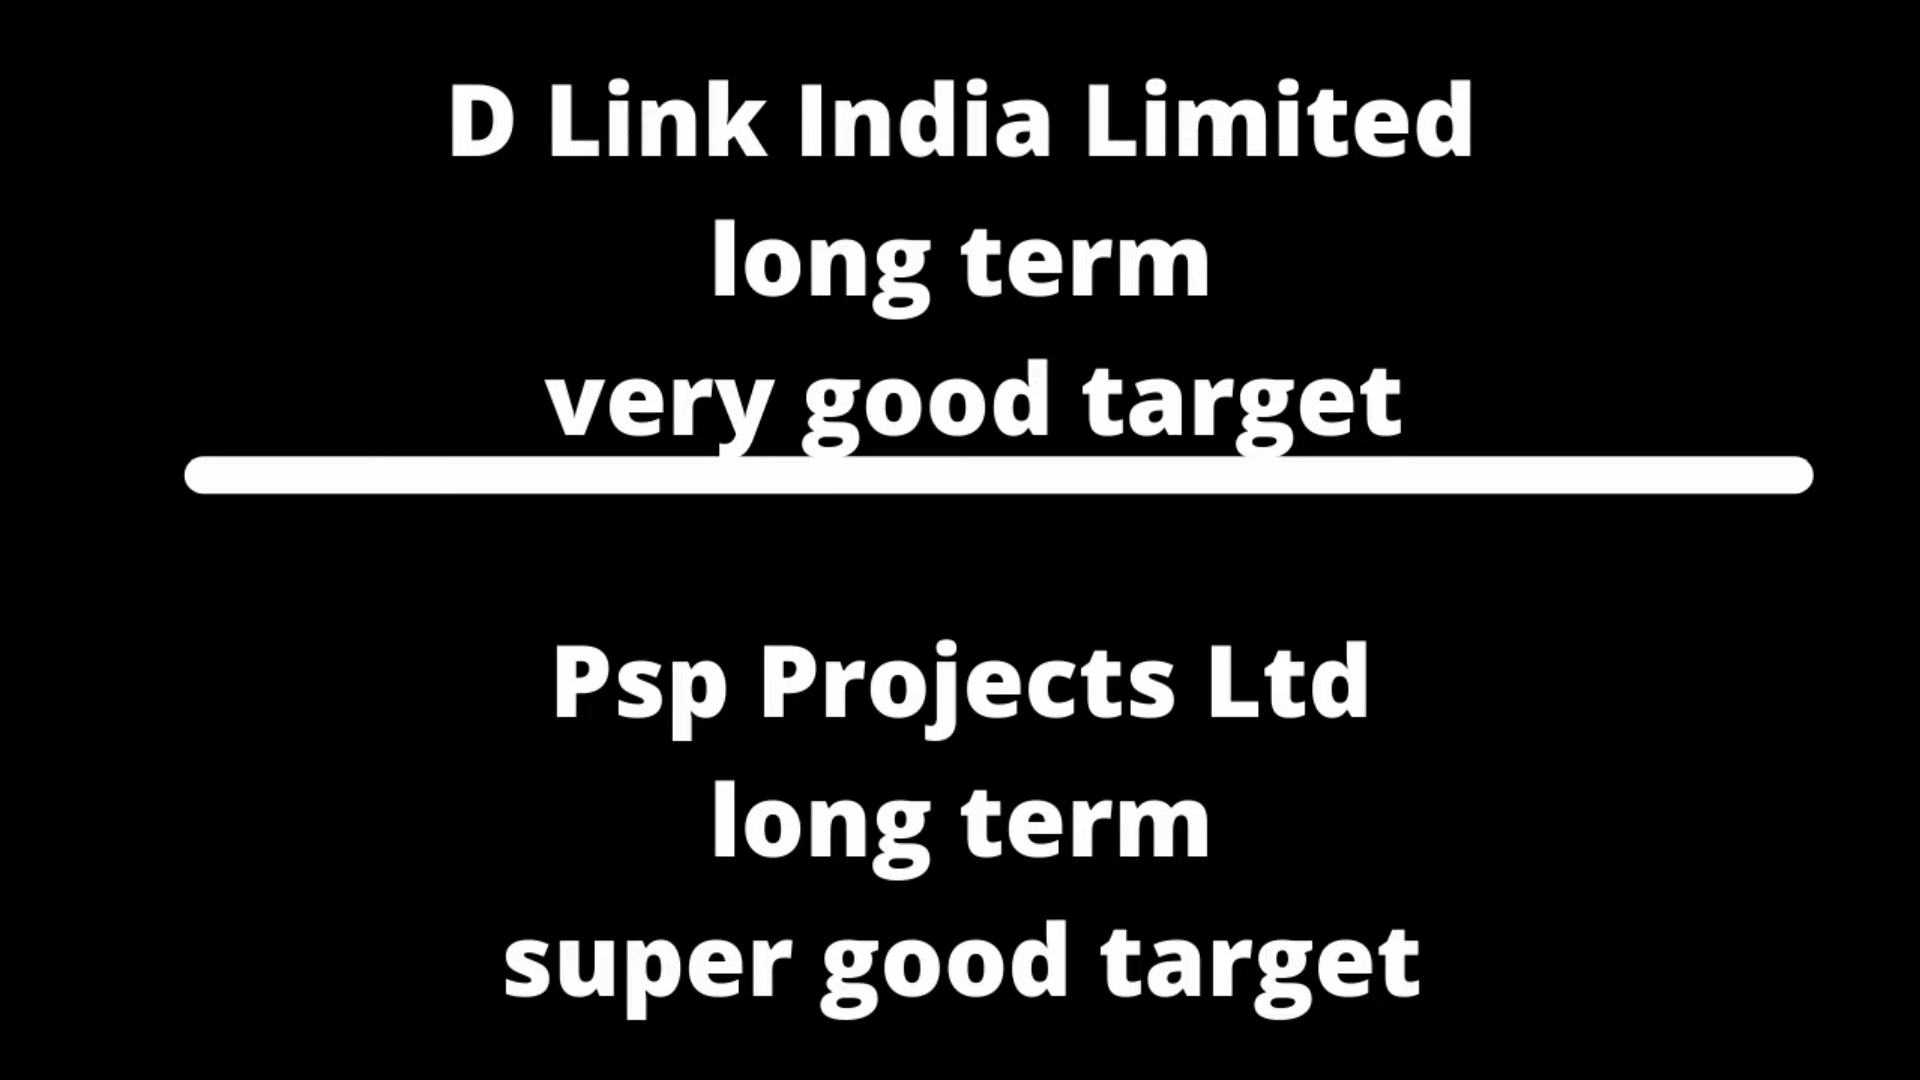 D Link India Limited
long term
very good target
Psp Projects Ltd
long term
super good target